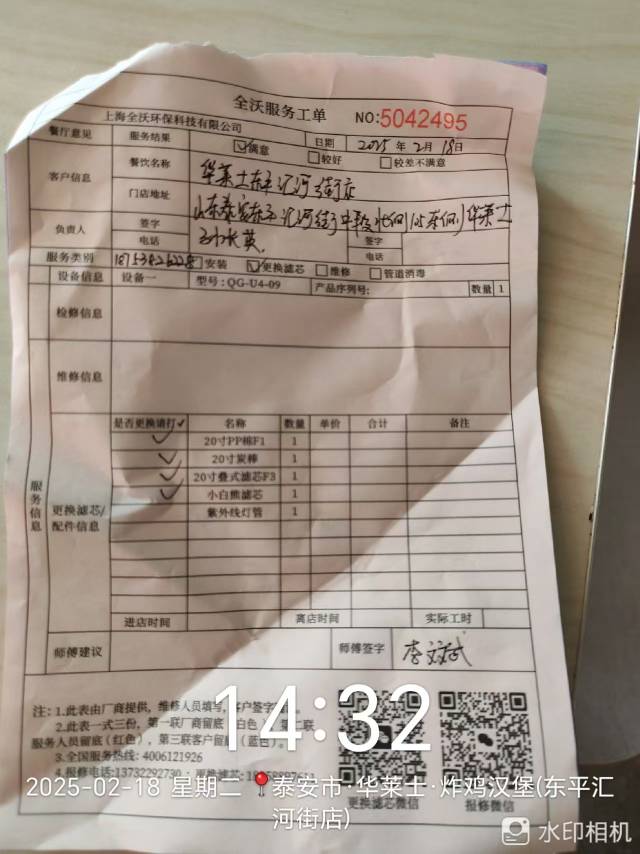 全沃服务工单
NO:5042495
上海全沃环保科技有限公司
日期 2025 年 2月 18日
餐厅意见 服务结果 ☑满意 □较好 □较差不满意
客户信息 餐饮名称 华莱士东平汇河街店
门店地址 山东泰安东平汇河街中段北侧 路东侧华莱士
负责人 签字 签字
电话 电话
服务类别 □安装 ☑更换滤芯 □维修 □管道消毒
设备信息 设备一 型号:QG-U4-09 产品序列号: 数量 1
检修信息
维修信息
服务信息
更换滤芯/配件信息
是否更换请打✓ 名称 数量 单价 合计 备注
✓ 20寸PP棉F1 1
✓ 20寸炭棒 1
✓ 20寸叠式滤芯F3 1
✓ 小白熊滤芯 1
紫外线灯管 1
进店时间 离店时间 实际工时
师傅建议 师傅签字 李文武
注：1.此表由厂商提供，维修人员填写，客户签字
2.此表一式三份，第一联厂商留底（白色），第二联
服务人员留底（红色），第三联客户留（蓝色）。
3.全国服务热线: 4006121926
4.报修电话:13732292730
更换滤芯微信 报修微信
14:32
2025-02-18 星期二 泰安市·华莱士·炸鸡汉堡(东平汇
河街店)
水印相机